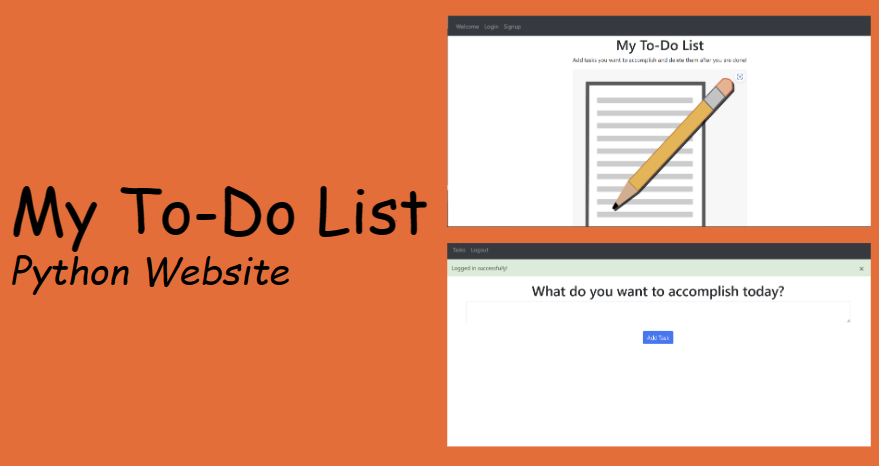 My To-Do List
Python Website
Welcome Login Signup
My To-Do List
Add tasks you want to accomplish and delete them after you are done!
Tasks Logout
Logged in successfully!
What do you want to accomplish today?
Add Task